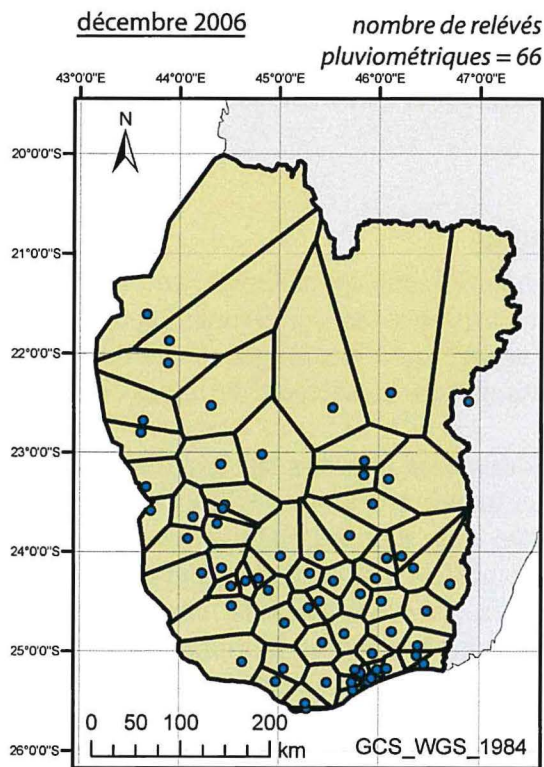 décembre 2006
nombre de relévés
pluviométriques = 66
43°0'0"E 44°0'0"E 45°0'0"E 46°0'0"E 47°0'0"E
N
20°0'0"S
21°0'0"S
22°0'0"S
23°0'0"S
24°0'0"S
25°0'0"S
26°0'0"S
0 50 100 200
km
GCS_WGS_1984